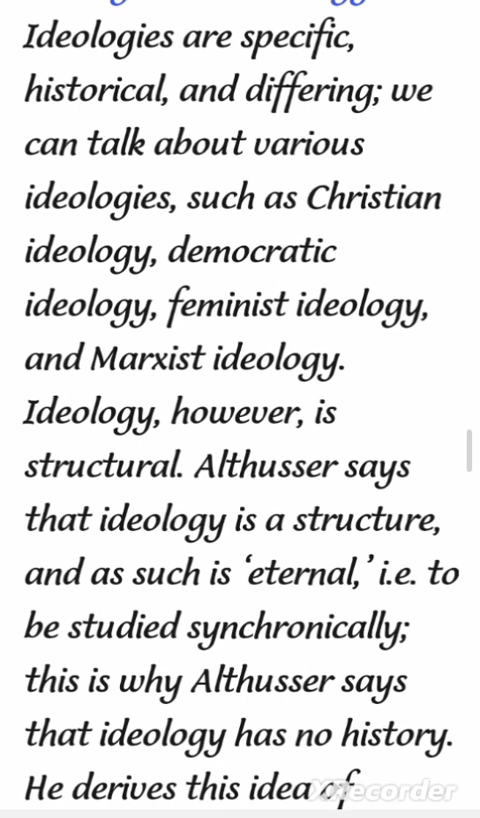 Ideologies are specific,
historical, and differing; we
can talk about various
ideologies, such as Christian
ideology, democratic
ideology, feminist ideology,
and Marxist ideology.
Ideology, however, is
structural. Althusser says
that ideology is a structure,
and as such is ‘eternal,’ i.e. to
be studied synchronically;
this is why Althusser says
that ideology has no history.
He derives this idea of
XRecorder